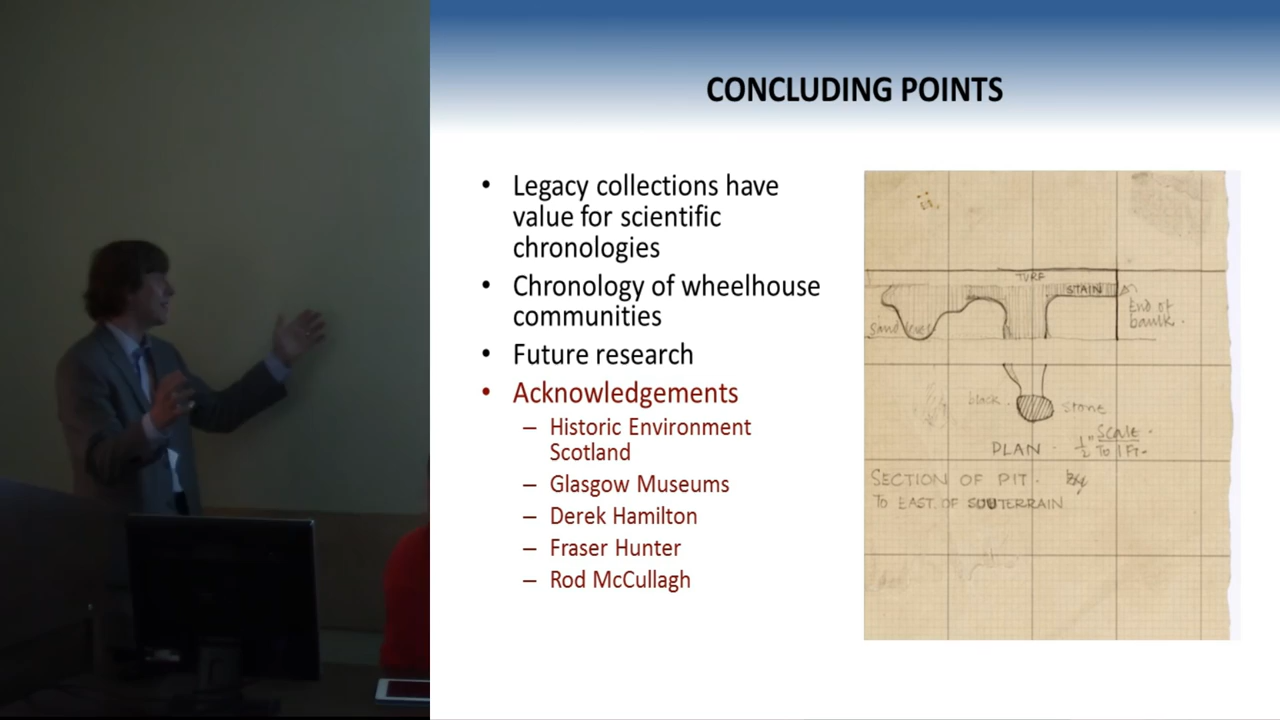 CONCLUDING POINTS
• Legacy collections have
value for scientific
chronologies
• Chronology of wheelhouse
communities
• Future research
• Acknowledgements
– Historic Environment
Scotland
– Glasgow Museums
– Derek Hamilton
– Fraser Hunter
– Rod McCullagh
TURF
STAIN
End of
baulk.
Sand level
black.
Stone
PLAN - ½" Scale.
To 1 Ft.
SECTION OF PIT.
To EAST. OF SOUTERRAIN